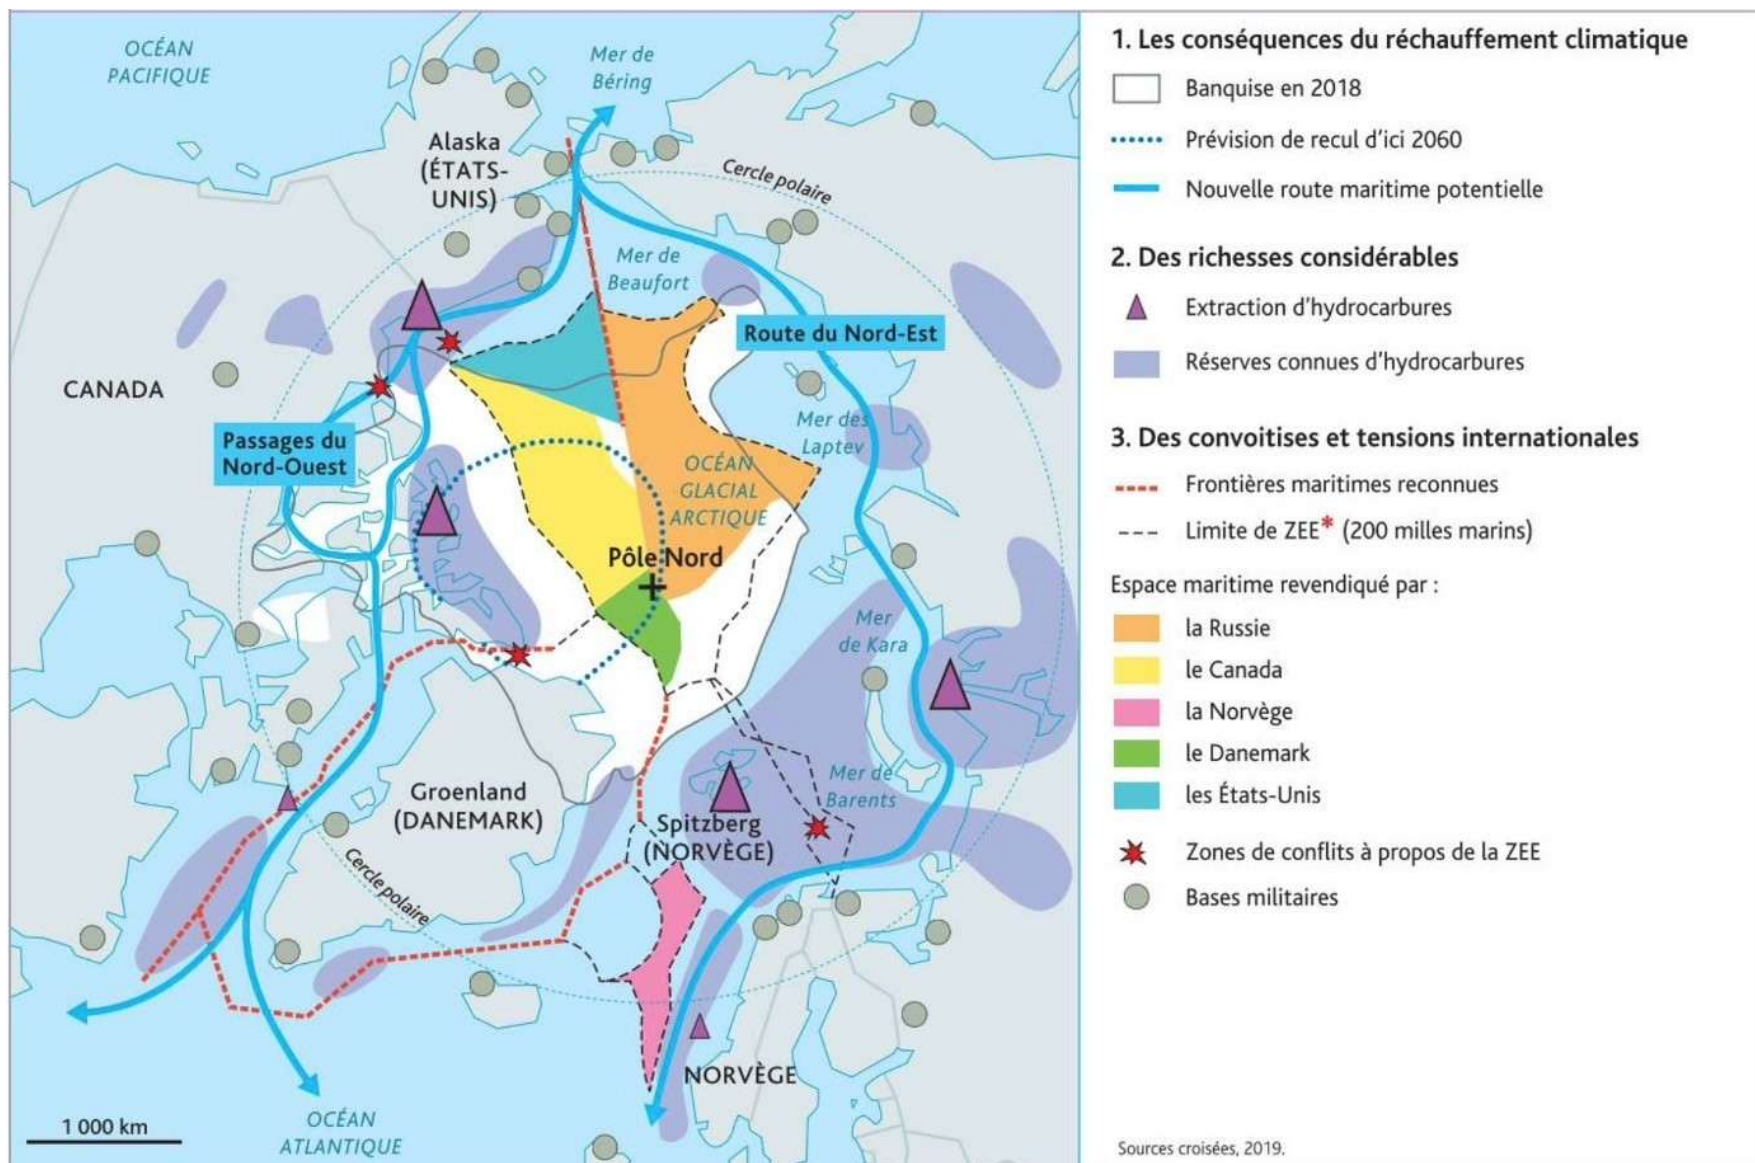 OCÉAN
PACIFIQUE
Mer de
Béring
Alaska
(ÉTATS-
UNIS)
Cercle polaire
Mer de
Beaufort
Route du Nord-Est
CANADA
Passages du
Nord-Ouest
Mer des
Laptev
OCÉAN
GLACIAL
ARCTIQUE
Pôle Nord
Mer
de Kara
Groenland
(DANEMARK)
Mer de
Barents
Spitzberg
(NORVÈGE)
Cercle polaire
NORVÈGE
OCÉAN
ATLANTIQUE
1 000 km
1. Les conséquences du réchauffement climatique
Banquise en 2018
Prévision de recul d'ici 2060
Nouvelle route maritime potentielle
2. Des richesses considérables
Extraction d'hydrocarbures
Réserves connues d'hydrocarbures
3. Des convoitises et tensions internationales
Frontières maritimes reconnues
Limite de ZEE* (200 milles marins)
Espace maritime revendiqué par :
la Russie
le Canada
la Norvège
le Danemark
les États-Unis
Zones de conflits à propos de la ZEE
Bases militaires
Sources croisées, 2019.